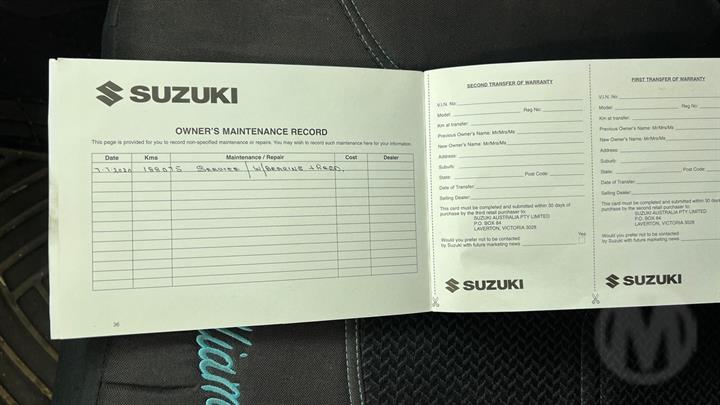 SUZUKI
OWNER'S MAINTENANCE RECORD
This page is provided for you to record non-specified maintenance or repairs. You may wish to record such maintenance here for your information.
Date Kms Maintenance / Repair Cost Dealer
7-7-2020 188075 SERVICE / W/BEARING +
36
SECOND TRANSFER OF WARRANTY
V.I.N. No:
Model: Reg No:
Km at transfer:
Previous Owner's Name: Mr/Mrs/Ms
New Owner's Name: Mr/Mrs/Ms
Address:
Suburb:
State: Post Code:
Date of Transfer:
Selling Dealer:
This card must be completed and submitted within 30 days of
purchase by the third retail purchaser to:
SUZUKI AUSTRALIA PTY LIMITED
P.O. BOX 84
LAVERTON, VICTORIA 3028
Yes
Would you prefer not to be contacted
by Suzuki with future marketing news
SUZUKI
FIRST TRANSFER OF WARRANTY
V.I.N. No:
Model: Reg No:
Km at transfer:
Previous Owner's Name: Mr/Mrs/Ms
New Owner's Name: Mr/Mrs/Ms
Address:
Suburb:
State: Post Code:
Date of Transfer:
Selling Dealer:
This card must be completed and submitted within 30 days of
purchase by the second retail purchaser to:
SUZUKI AUSTRALIA PTY LIMITED
P.O. BOX 84
LAVERTON, VICTORIA 3028
Would you prefer not to be contacted
by Suzuki with future marketing news
SUZUKI
M